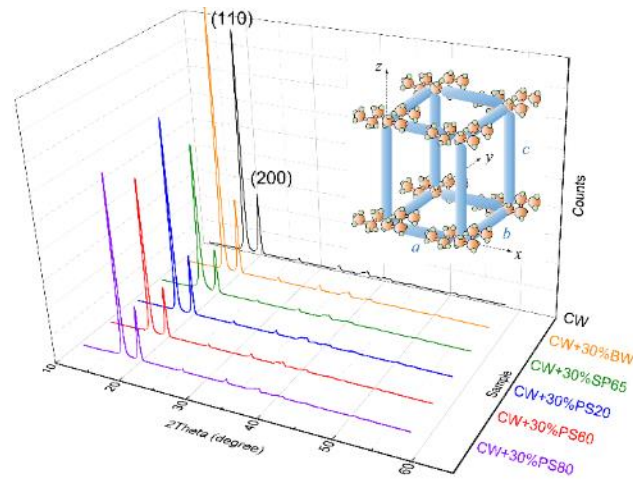 (110)
(200)
z
y
c
b
a
x
Counts
CW
CW+30%BW
CW+30%SP65
CW+30%PS20
CW+30%PS60
CW+30%PS80
Sample
10
20
30
40
50
60
2Theta (degree)